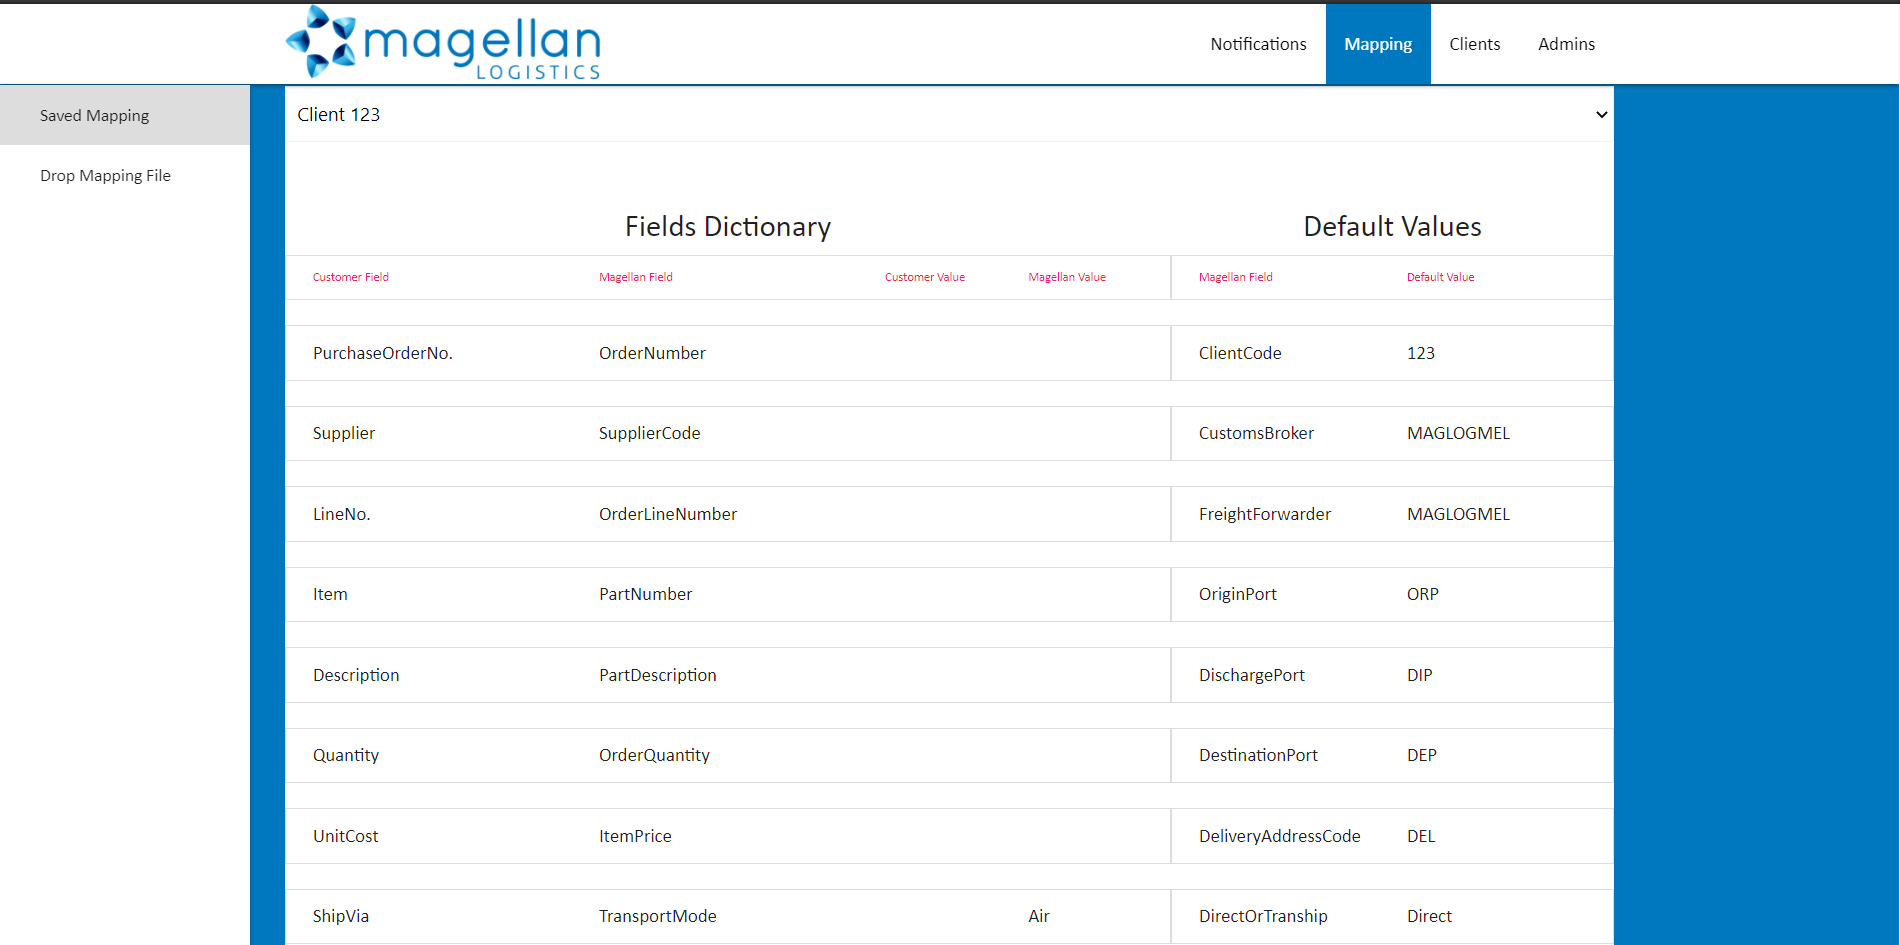 magellan
LOGISTICS
Notifications Mapping Clients Admins
Saved Mapping
Drop Mapping File
Client 123
Fields Dictionary Default Values
Customer Field Magellan Field Customer Value Magellan Value Magellan Field Default Value
PurchaseOrderNo. OrderNumber ClientCode 123
Supplier SupplierCode CustomsBroker MAGLOGMEL
LineNo. OrderLineNumber FreightForwarder MAGLOGMEL
Item PartNumber OriginPort ORP
Description PartDescription DischargePort DIP
Quantity OrderQuantity DestinationPort DEP
UnitCost ItemPrice DeliveryAddressCode DEL
ShipVia TransportMode Air DirectOrTranship Direct